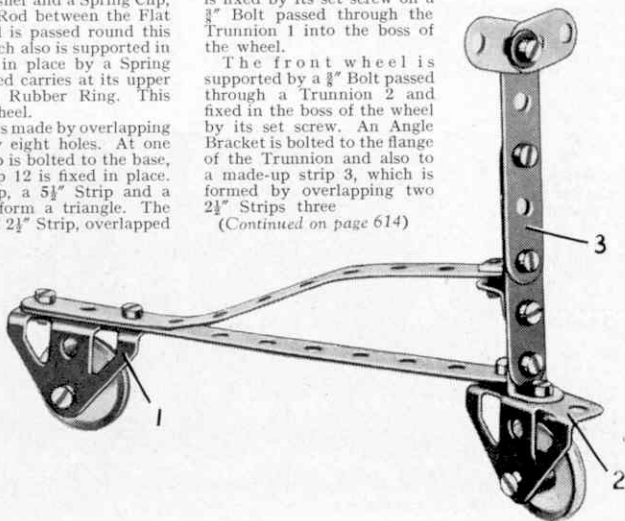 sher and a Spring Clip,
Rod between the Flat
l is passed round this
ch also is supported in
in place by a Spring
ed carries at its upper
Rubber Ring. This
heel.
s made by overlapping
y eight holes. At one
p is bolted to the base,
p 12 is fixed in place.
p, a 5½″ Strip and a
form a triangle. The
2½″ Strip, overlapped
is fixed by its set screw on a
⅜″ Bolt passed through the
Trunnion 1 into the boss of
the wheel.
The front wheel is
supported by a ⅜″ Bolt passed
through a Trunnion 2 and
fixed in the boss of the wheel
by its set screw. An Angle
Bracket is bolted to the flange
of the Trunnion and also to
a made-up strip 3, which is
formed by overlapping two
2½″ Strips three
(Continued on page 614)
3
1
2